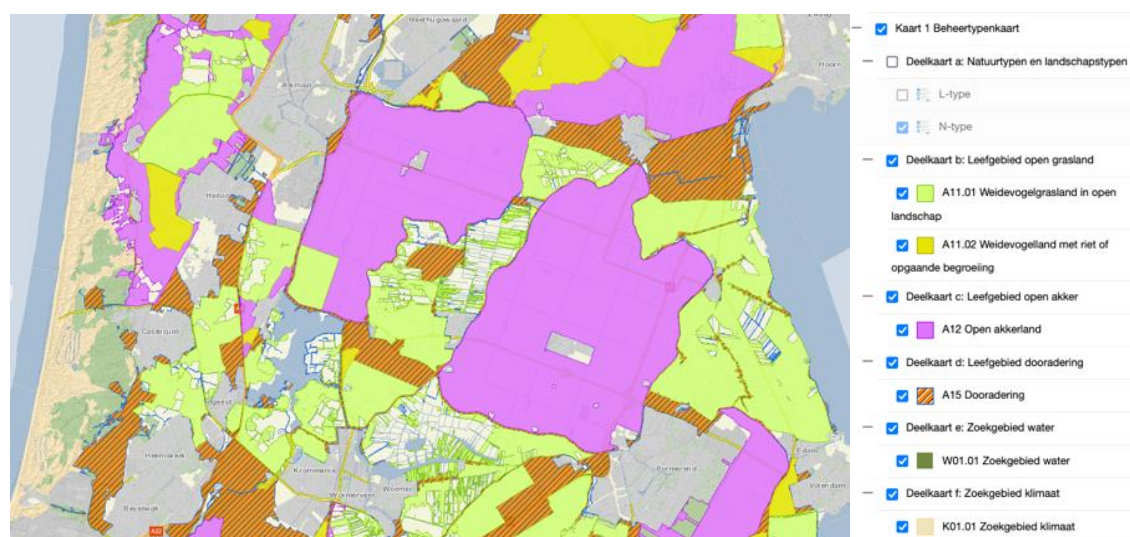 Heerhugowaard
Hoorn
Alkmaar
Heiloo
Castricum
Heemskerk
Beverwijk
A22
Krommenie
Wormerveer
Wormer
Purmerend
Edam
Volendam
Kaart 1 Beheertypenkaart
Deelkaart a: Natuurtypen en landschapstypen
L-type
N-type
Deelkaart b: Leefgebied open grasland
A11.01 Weidevogelgrasland in open
landschap
A11.02 Weidevogelland met riet of
opgaande begroeiing
Deelkaart c: Leefgebied open akker
A12 Open akkerland
Deelkaart d: Leefgebied dooradering
A15 Dooradering
Deelkaart e: Zoekgebied water
W01.01 Zoekgebied water
Deelkaart f: Zoekgebied klimaat
K01.01 Zoekgebied klimaat